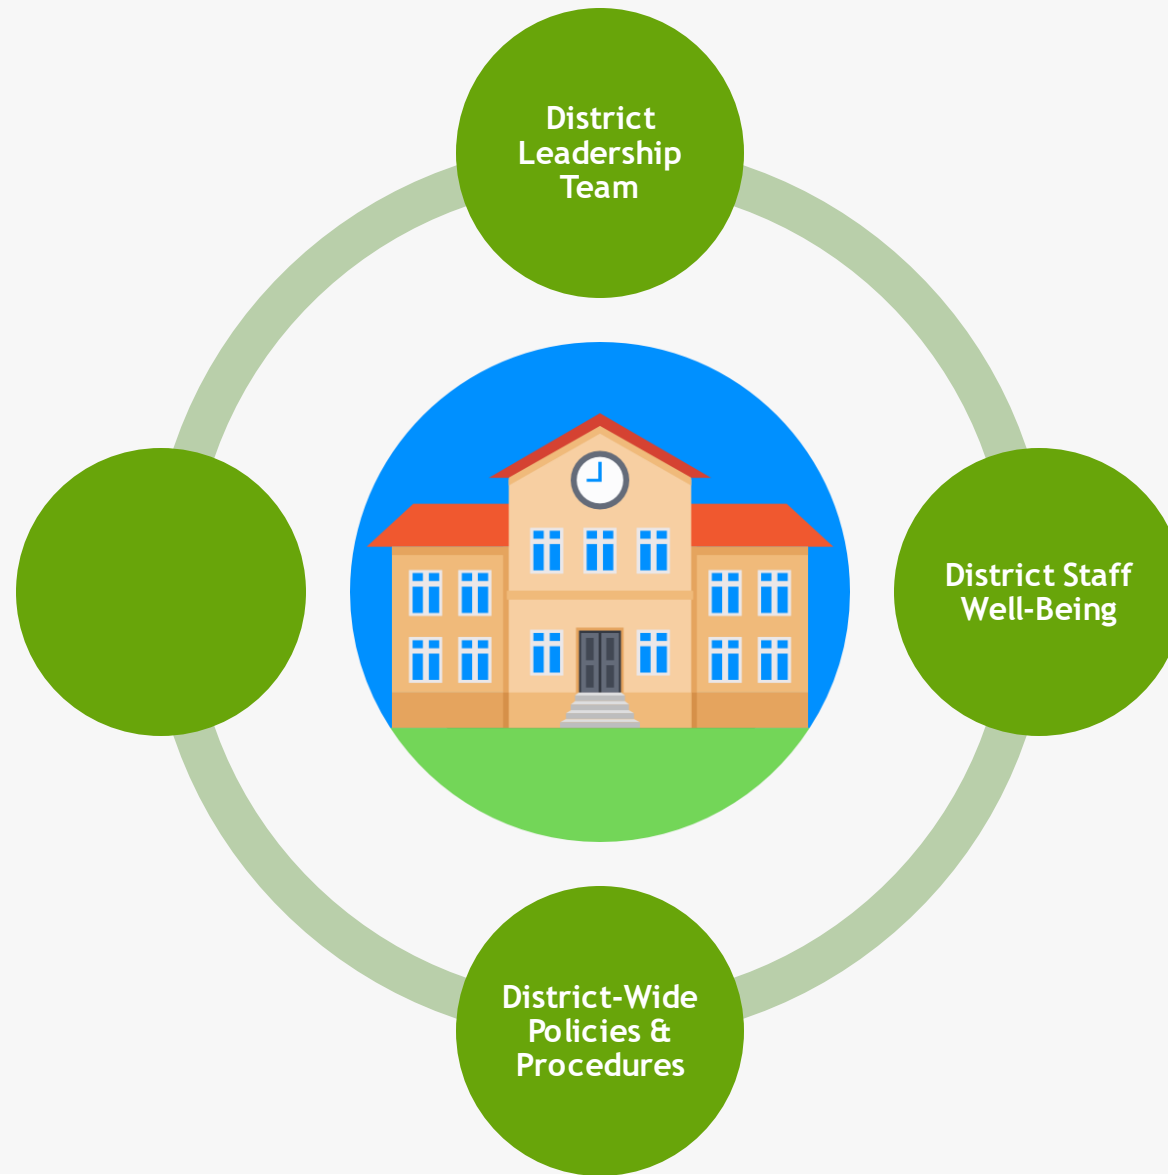 District
Leadership
Team
District Staff
Well-Being
District-Wide
Policies &
Procedures